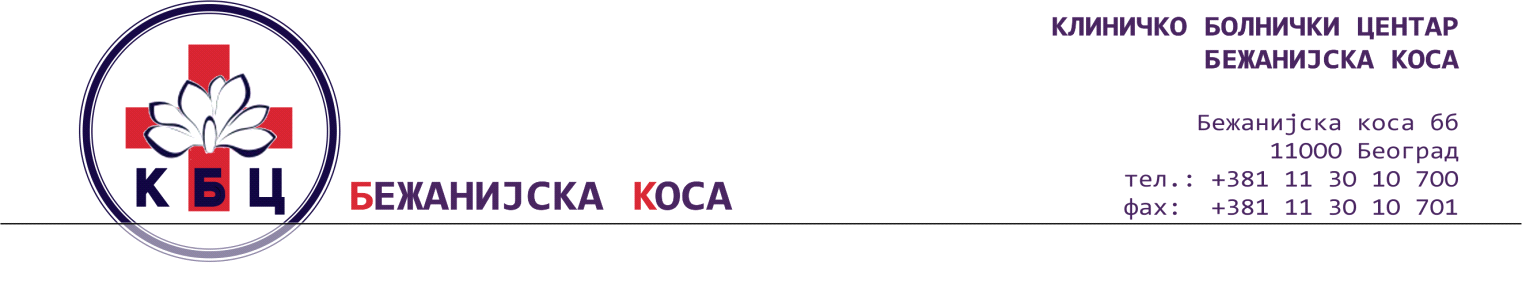 КБЦ
БЕЖАНИЈСКА КОСА
КЛИНИЧКО БОЛНИЧКИ ЦЕНТАР
БЕЖАНИЈСКА КОСА
Бежанијска коса бб
11000 Београд
тел.: +381 11 30 10 700
фах: +381 11 30 10 701